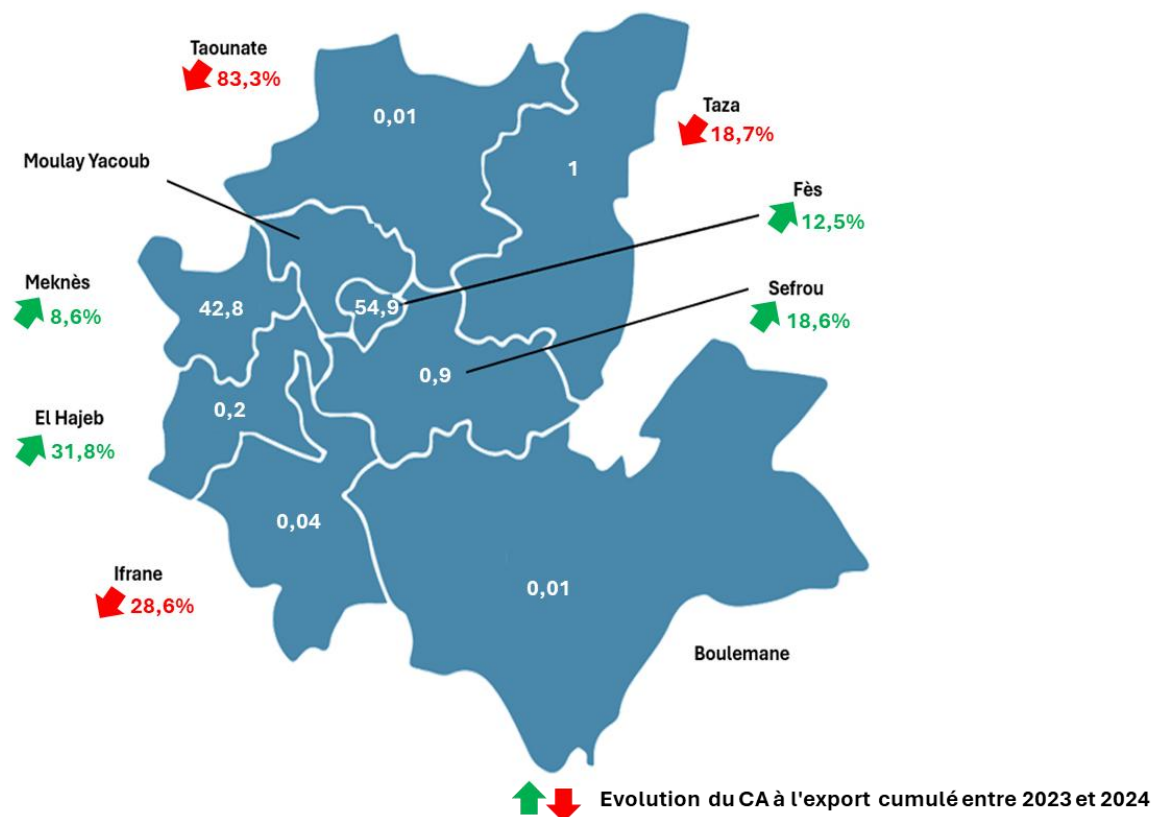 Taounate
83,3%
0,01
Taza
18,7%
1
Moulay Yacoub
Fès
12,5%
Meknès
8,6%
42,8
54,9
Sefrou
18,6%
0,9
El Hajeb
31,8%
0,2
0,04
Ifrane
28,6%
0,01
Boulemane
Evolution du CA à l'export cumulé entre 2023 et 2024